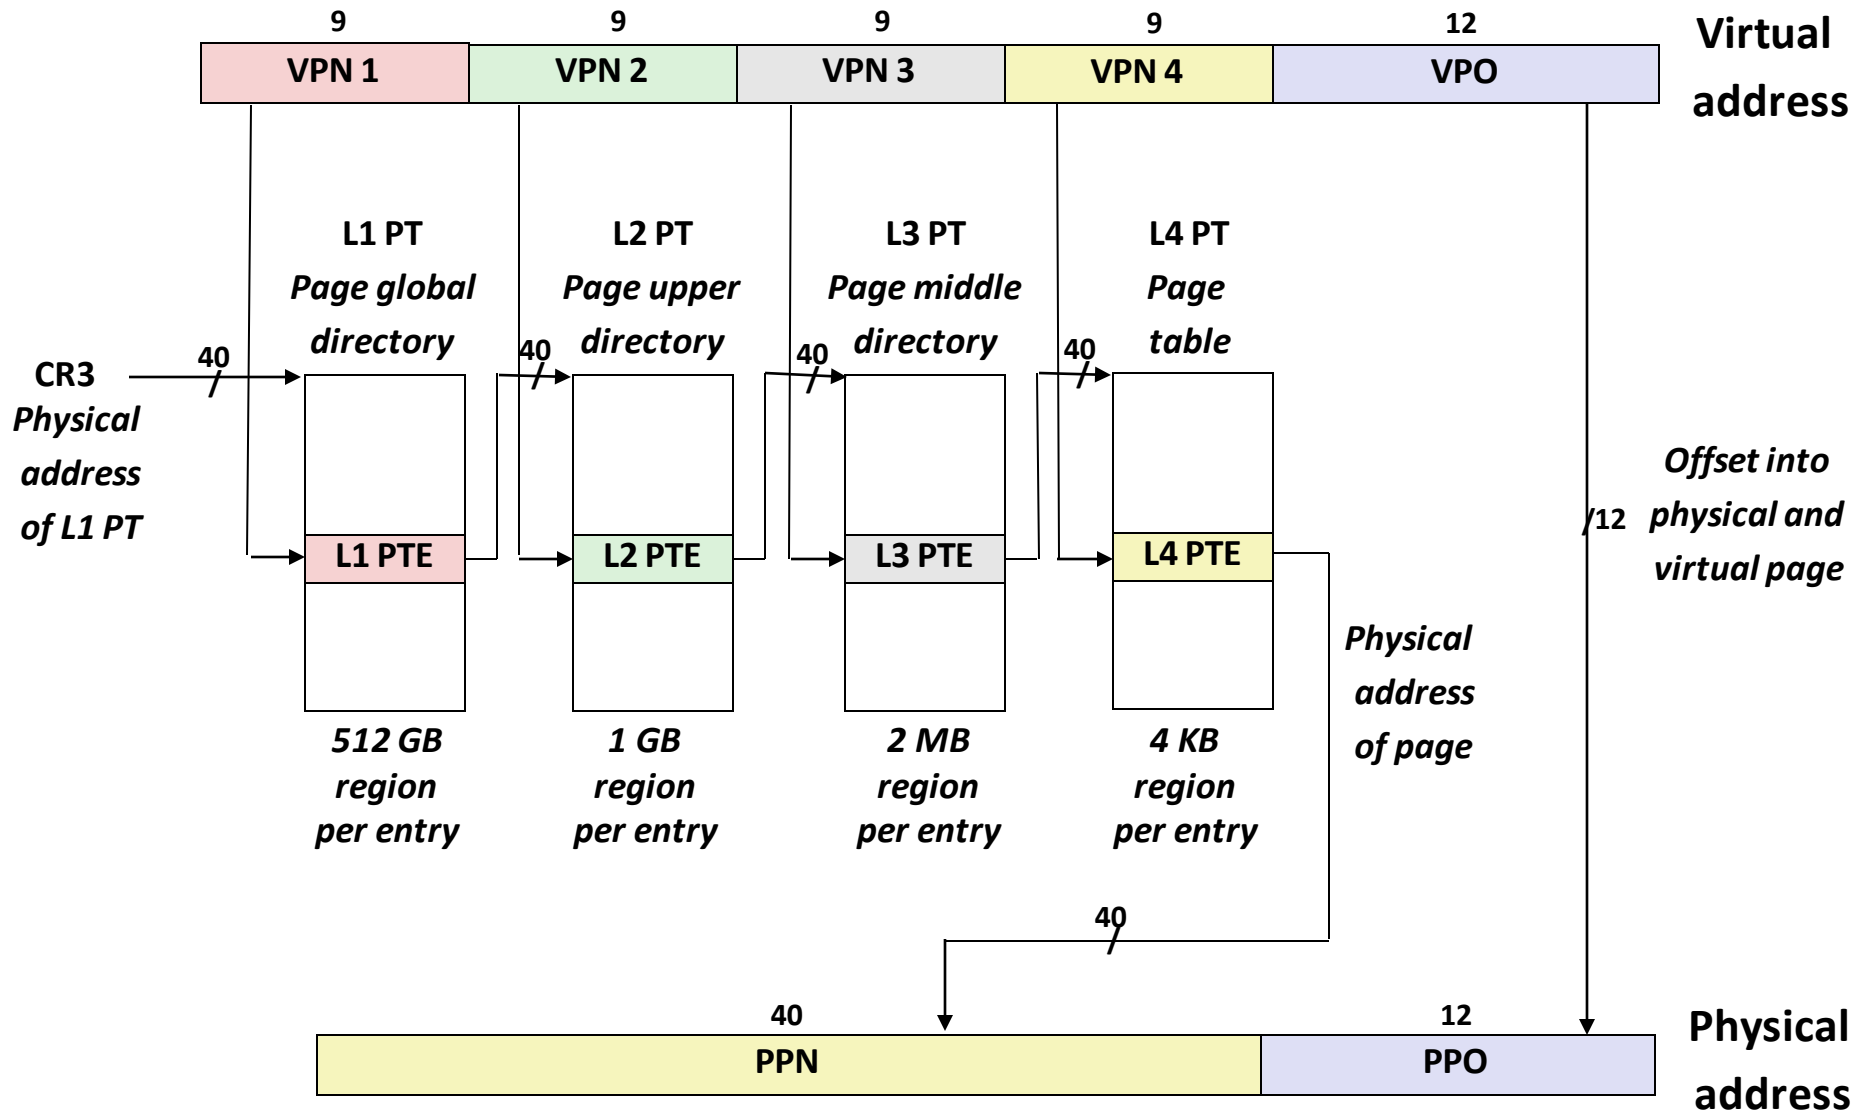 9 9 9 9 12
VPN 1 VPN 2 VPN 3 VPN 4 VPO
Virtual
address
L1 PT
Page global
directory
L2 PT
Page upper
directory
L3 PT
Page middle
directory
L4 PT
Page
table
CR3
Physical
address
of L1 PT
40
40
40
40
L1 PTE
L2 PTE
L3 PTE
L4 PTE
/12
Offset into
physical and
virtual page
512 GB
region
per entry
1 GB
region
per entry
2 MB
region
per entry
4 KB
region
per entry
Physical
address
of page
40
40 12
PPN PPO
Physical
address